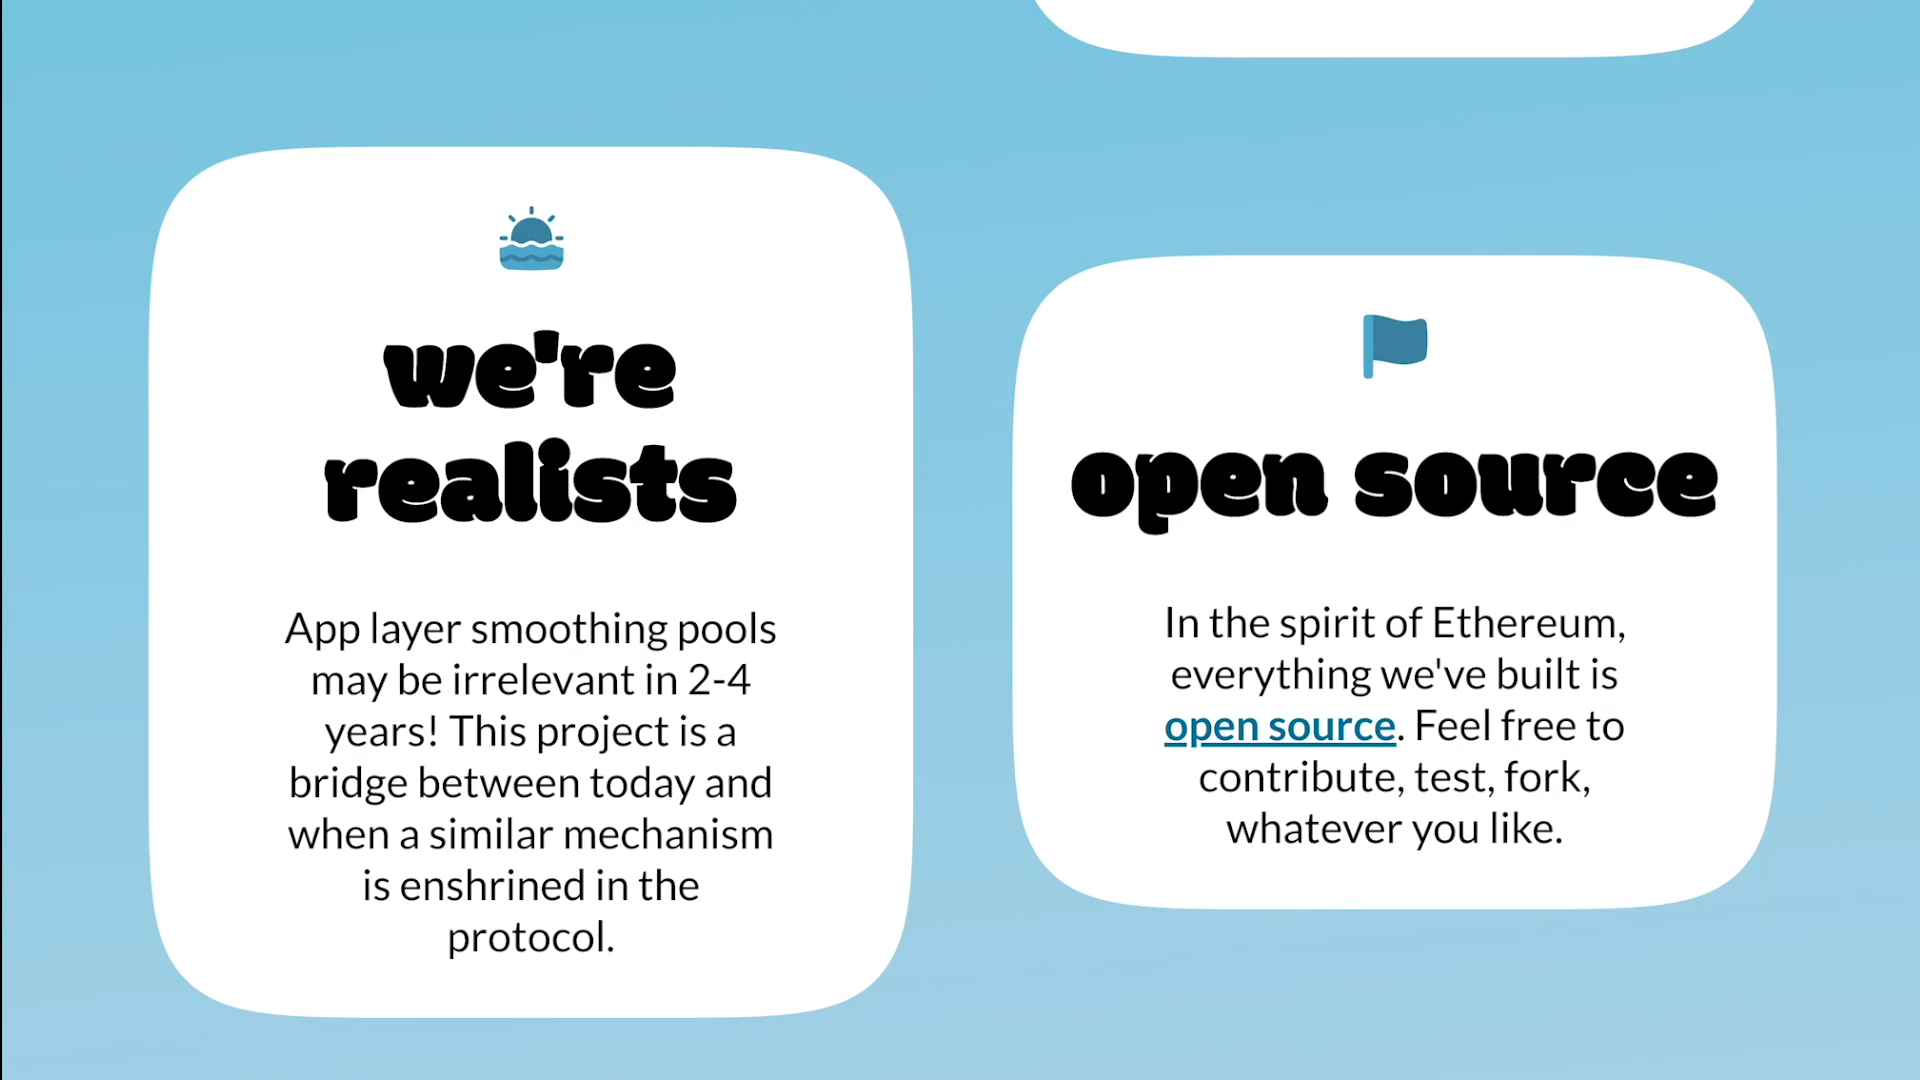 we're
realists
App layer smoothing pools
may be irrelevant in 2-4
years! This project is a
bridge between today and
when a similar mechanism
is enshrined in the
protocol.
open source
In the spirit of Ethereum,
everything we've built is
open source. Feel free to
contribute, test, fork,
whatever you like.